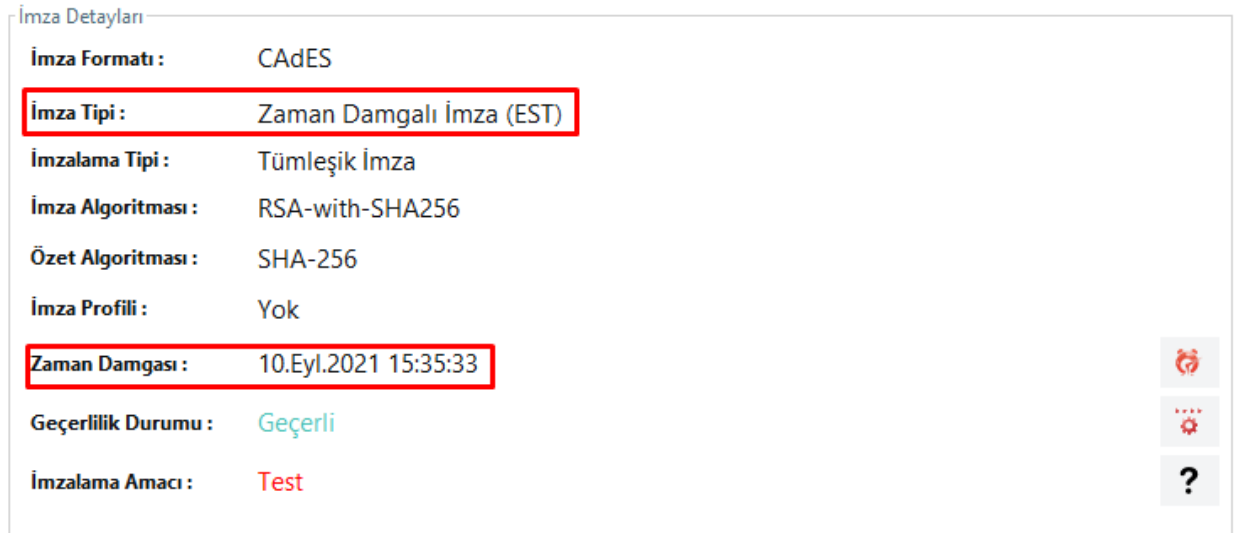 İmza Detayları
İmza Formatı : CAdES
İmza Tipi : Zaman Damgalı İmza (EST)
İmzalama Tipi : Tümleşik İmza
İmza Algoritması : RSA-with-SHA256
Özet Algoritması : SHA-256
İmza Profili : Yok
Zaman Damgası : 10.Eyl.2021 15:35:33
Geçerlilik Durumu : Geçerli
İmzalama Amacı : Test
?